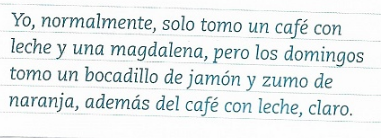 Yo, normalmente, solo tomo un café con
leche y una magdalena, pero los domingos
tomo un bocadillo de jamón y zumo de
naranja, además del café con leche, claro.